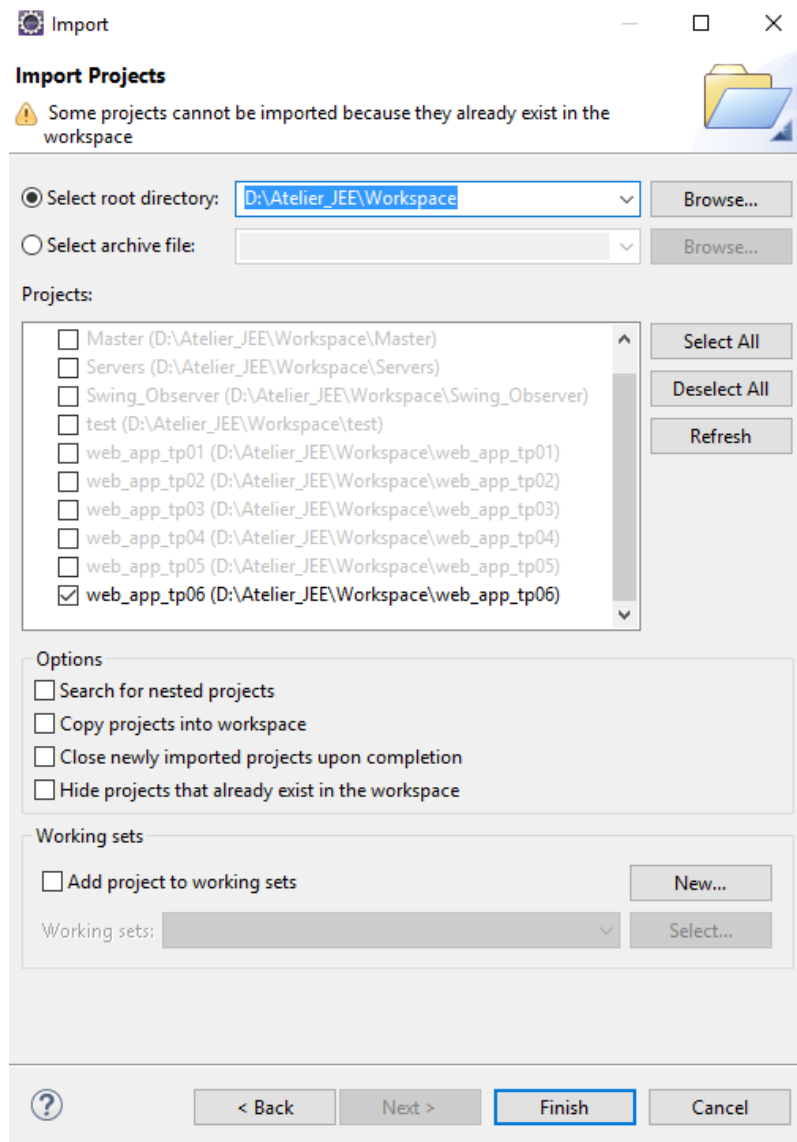 Import
Import Projects
Some projects cannot be imported because they already exist in the
workspace
Select root directory: D:\Atelier_JEE\Workspace Browse...
Select archive file: Browse...
Projects:
Master (D:\Atelier_JEE\Workspace\Master)
Servers (D:\Atelier_JEE\Workspace\Servers)
Swing_Observer (D:\Atelier_JEE\Workspace\Swing_Observer)
test (D:\Atelier_JEE\Workspace\test)
web_app_tp01 (D:\Atelier_JEE\Workspace\web_app_tp01)
web_app_tp02 (D:\Atelier_JEE\Workspace\web_app_tp02)
web_app_tp03 (D:\Atelier_JEE\Workspace\web_app_tp03)
web_app_tp04 (D:\Atelier_JEE\Workspace\web_app_tp04)
web_app_tp05 (D:\Atelier_JEE\Workspace\web_app_tp05)
web_app_tp06 (D:\Atelier_JEE\Workspace\web_app_tp06)
Select All
Deselect All
Refresh
Options
Search for nested projects
Copy projects into workspace
Close newly imported projects upon completion
Hide projects that already exist in the workspace
Working sets
Add project to working sets New...
Working sets: Select...
? < Back Next > Finish Cancel